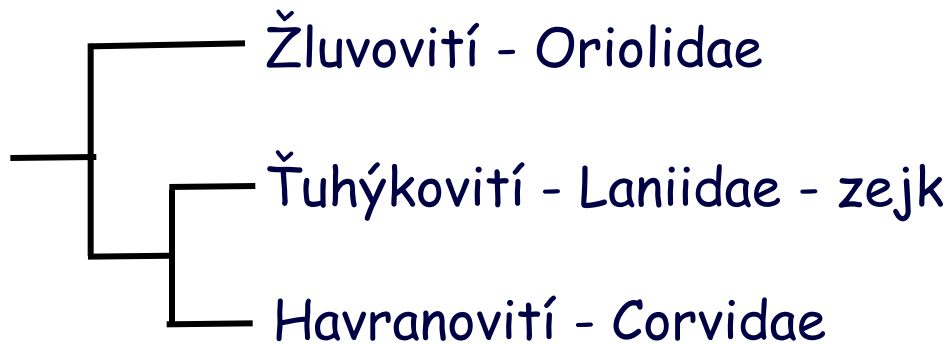 Žluvovití - Oriolidae
Ťuhýkovití - Laniidae - zejk
Havranovití - Corvidae